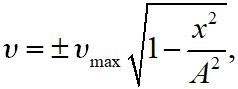 υ = ± υ_max √(1 − x²/A²),